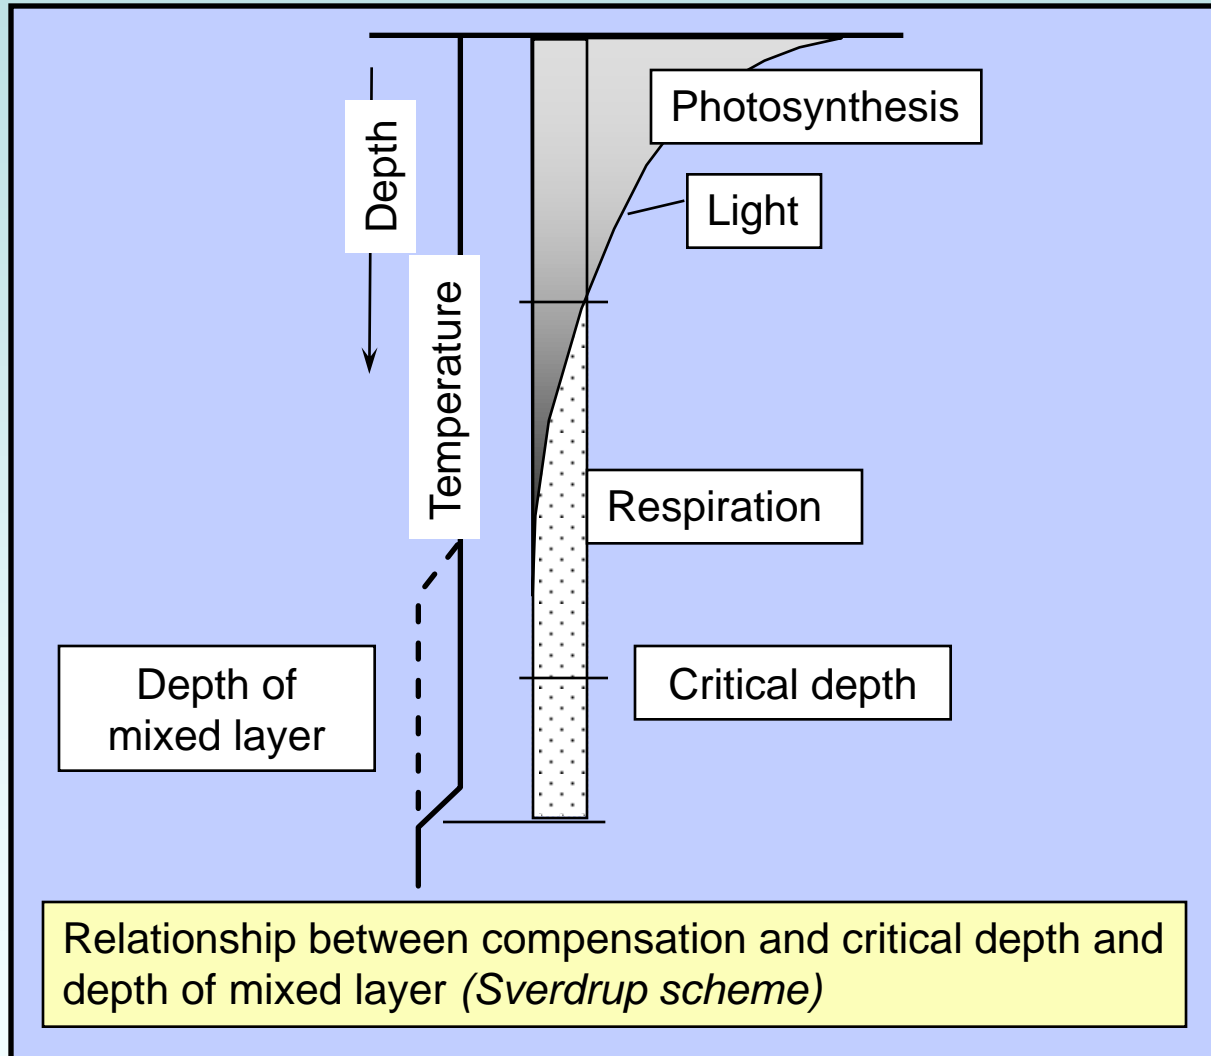 Photosynthesis
Depth
Light
Temperature
Respiration
Depth of
mixed layer
Critical depth
Relationship between compensation and critical depth and
depth of mixed layer (Sverdrup scheme)